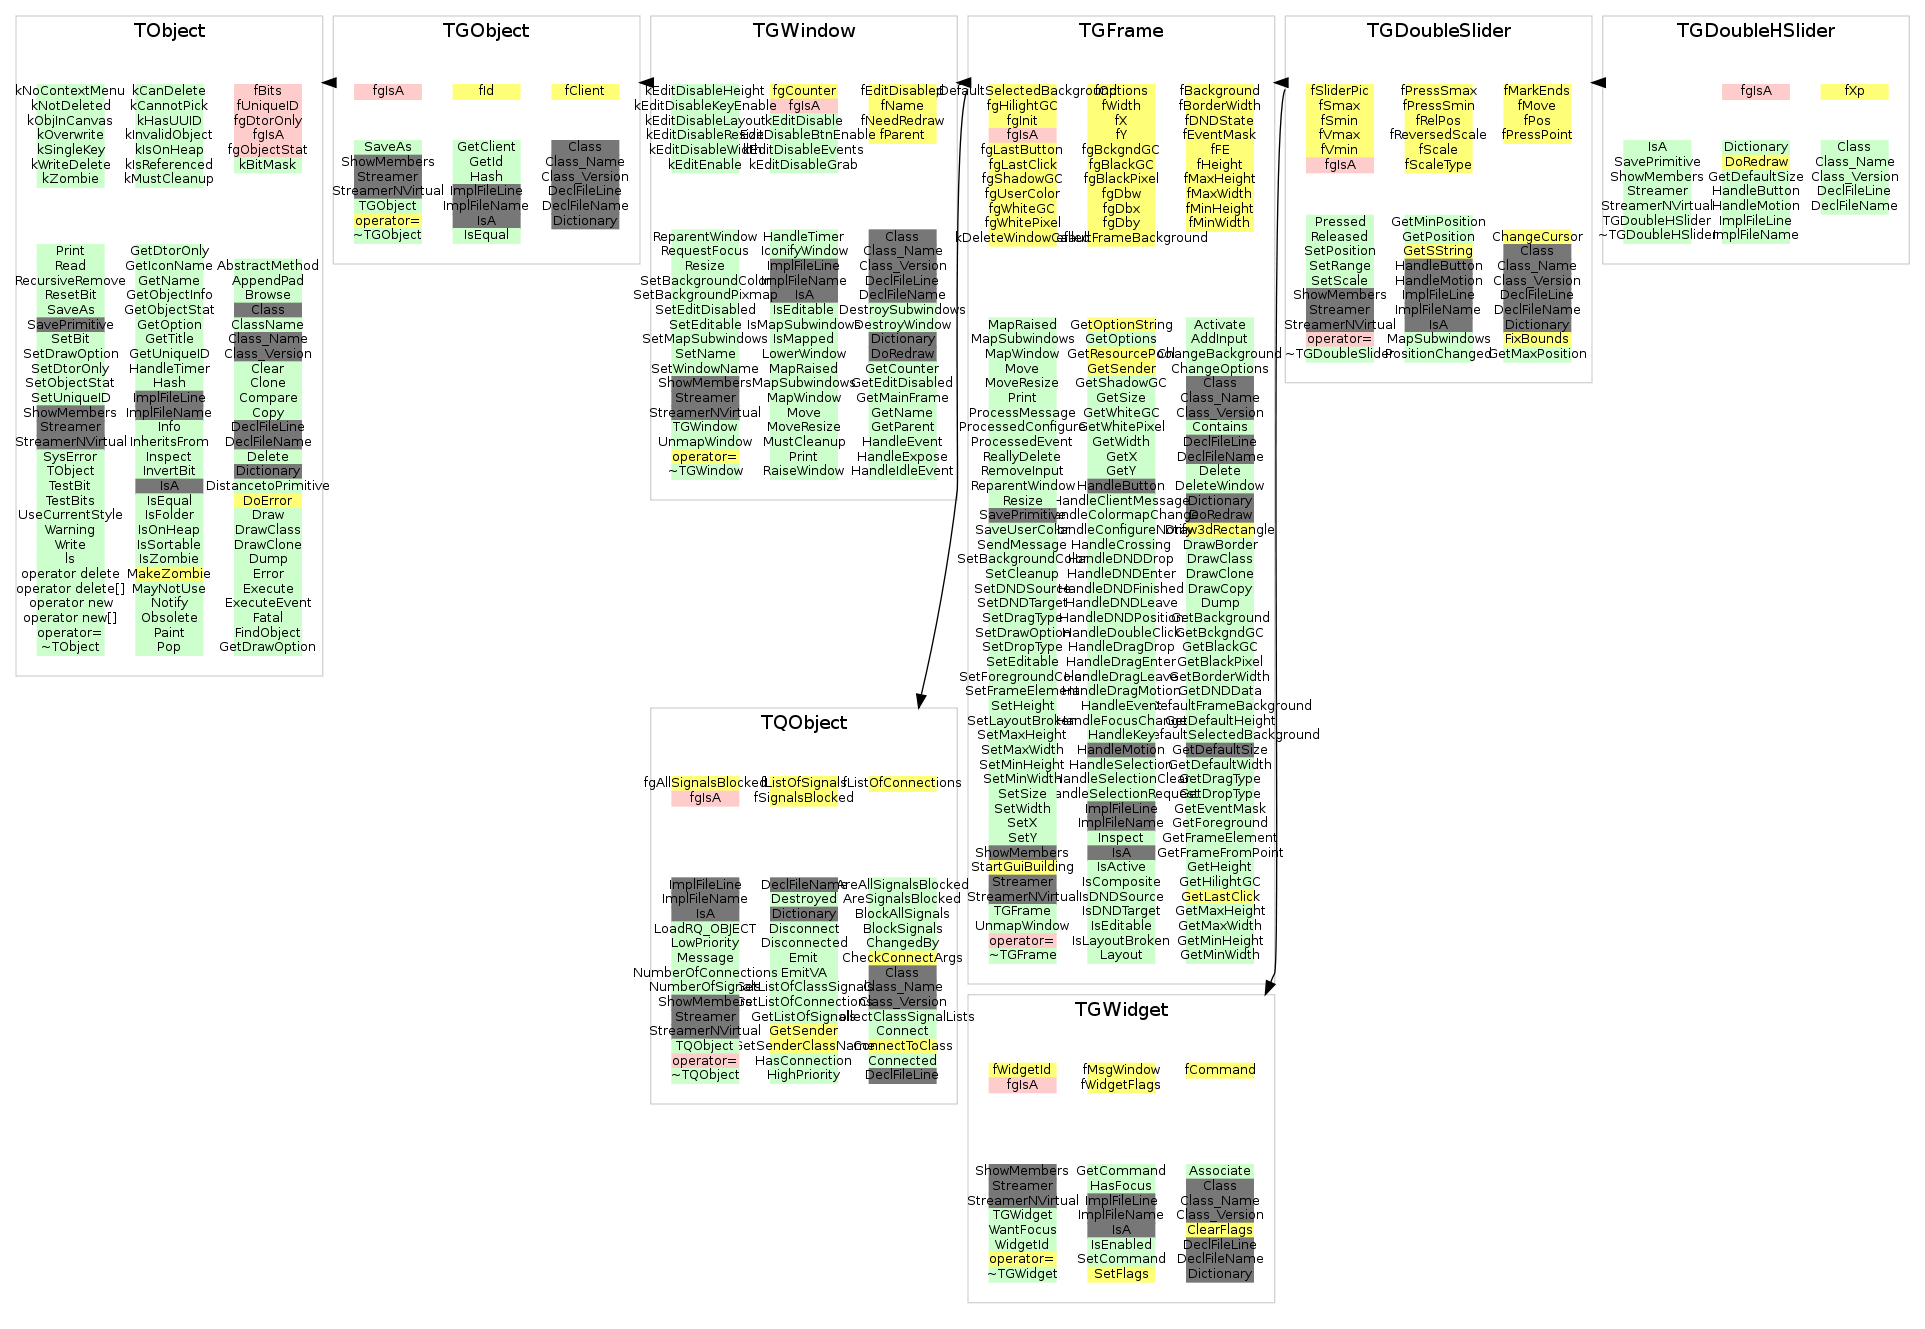 TObject
kNoContextMenu kCanDelete fBits
kNotDeleted kCannotPick fUniqueID
kObjInCanvas kHasUUID fgDtorOnly
kOverwrite kInvalidObject fgIsA
kSingleKey kIsOnHeap fgObjectStat
kWriteDelete kIsReferenced kBitMask
kZombie kMustCleanup
Print GetDtorOnly
Read GetIconName AbstractMethod
RecursiveRemove GetName AppendPad
ResetBit GetObjectInfo Browse
SaveAs GetObjectStat Class
SavePrimitive GetOption ClassName
SetBit GetTitle Class_Name
SetDrawOption GetUniqueID Class_Version
SetDtorOnly HandleTimer Clear
SetObjectStat Hash Clone
SetUniqueID ImplFileLine Compare
ShowMembers ImplFileName Copy
Streamer Info DeclFileLine
StreamerNVirtual InheritsFrom DeclFileName
SysError Inspect Delete
TObject InvertBit Dictionary
TestBit IsA DistancetoPrimitive
TestBits IsEqual DoError
UseCurrentStyle IsFolder Draw
Warning IsOnHeap DrawClass
Write IsSortable DrawClone
ls IsZombie Dump
operator delete MakeZombie Error
operator delete[] MayNotUse Execute
operator new Notify ExecuteEvent
operator new[] Obsolete Fatal
operator= Paint FindObject
~TObject Pop GetDrawOption
TGObject
fgIsA fId fClient
SaveAs GetClient Class
ShowMembers GetId Class_Name
Streamer Hash Class_Version
StreamerNVirtual ImplFileLine DeclFileLine
TGObject ImplFileName DeclFileName
operator= IsA Dictionary
~TGObject IsEqual
TGWindow
kEditDisableHeight fgCounter fEditDisabled
kEditDisableKeyEnable fgIsA fName
kEditDisableLayout kEditDisable fNeedRedraw
kEditDisableResize kEditDisableBtnEnable fParent
kEditDisableWidth kEditDisableEvents
kEditEnable kEditDisableGrab
ReparentWindow HandleTimer Class
RequestFocus IconifyWindow Class_Name
Resize ImplFileLine Class_Version
SetBackgroundColor ImplFileName DeclFileLine
SetBackgroundPixmap IsA DeclFileName
SetEditDisabled IsEditable DestroySubwindows
SetEditable IsMapSubwindows DestroyWindow
SetMapSubwindows IsMapped Dictionary
SetName LowerWindow DoRedraw
SetWindowName MapRaised GetCounter
ShowMembers MapSubwindows GetEditDisabled
Streamer MapWindow GetMainFrame
StreamerNVirtual Move GetName
TGWindow MoveResize GetParent
UnmapWindow MustCleanup HandleEvent
operator= Print HandleExpose
~TGWindow RaiseWindow HandleIdleEvent
TQObject
fgAllSignalsBlocked fListOfSignals fListOfConnections
fgIsA fSignalsBlocked
ImplFileLine DeclFileName AreAllSignalsBlocked
ImplFileName Destroyed AreSignalsBlocked
IsA Dictionary BlockAllSignals
LoadRQ_OBJECT Disconnect BlockSignals
LowPriority Disconnected ChangedBy
Message Emit CheckConnectArgs
NumberOfConnections EmitVA Class
NumberOfSignals GetListOfClassSignals Class_Name
ShowMembers GetListOfConnections Class_Version
Streamer GetListOfSignals ollectClassSignalLists
StreamerNVirtual GetSender Connect
TQObject GetSenderClassName ConnectToClass
operator= HasConnection Connected
~TQObject HighPriority DeclFileLine
TGFrame
DefaultSelectedBackground fOptions fBackground
fgHilightGC fWidth fBorderWidth
fgInit fX fDNDState
fgIsA fY fEventMask
fgLastButton fgBckgndGC fFE
fgLastClick fgBlackGC fHeight
fgShadowGC fgBlackPixel fMaxHeight
fgUserColor fgDbw fMaxWidth
fgWhiteGC fgDbx fMinHeight
fgWhitePixel fgDby fMinWidth
kDeleteWindowCalled efaultFrameBackground
MapRaised GetOptionString Activate
MapSubwindows GetOptions AddInput
MapWindow GetResourcePool ChangeBackground
Move GetSender ChangeOptions
MoveResize GetShadowGC Class
Print GetSize Class_Name
ProcessMessage GetWhiteGC Class_Version
ProcessedConfigure GetWhitePixel Contains
ProcessedEvent GetWidth DeclFileLine
ReallyDelete GetX DeclFileName
RemoveInput GetY Delete
ReparentWindow HandleButton DeleteWindow
Resize HandleClientMessage Dictionary
SavePrimitive andleColormapChange DoRedraw
SaveUserColor HandleConfigureNotify Draw3dRectangle
SendMessage HandleCrossing DrawBorder
SetBackgroundColor HandleDNDDrop DrawClass
SetCleanup HandleDNDEnter DrawClone
SetDNDSource HandleDNDFinished DrawCopy
SetDNDTarget HandleDNDLeave Dump
SetDragType HandleDNDPosition GetBackground
SetDrawOption HandleDoubleClick GetBckgndGC
SetDropType HandleDragDrop GetBlackGC
SetEditable HandleDragEnter GetBlackPixel
SetForegroundColor HandleDragLeave GetBorderWidth
SetFrameElement HandleDragMotion GetDNDData
SetHeight HandleEvent DefaultFrameBackground
SetLayoutBroken HandleFocusChange GetDefaultHeight
SetMaxHeight HandleKey efaultSelectedBackground
SetMaxWidth HandleMotion GetDefaultSize
SetMinHeight HandleSelection GetDefaultWidth
SetMinWidth HandleSelectionClear GetDragType
SetSize andleSelectionRequest GetDropType
SetWidth ImplFileLine GetEventMask
SetX ImplFileName GetForeground
SetY Inspect GetFrameElement
ShowMembers IsA GetFrameFromPoint
StartGuiBuilding IsActive GetHeight
Streamer IsComposite GetHilightGC
StreamerNVirtual IsDNDSource GetLastClick
TGFrame IsDNDTarget GetMaxHeight
UnmapWindow IsEditable GetMaxWidth
operator= IsLayoutBroken GetMinHeight
~TGFrame Layout GetMinWidth
TGWidget
fWidgetId fMsgWindow fCommand
fgIsA fWidgetFlags
ShowMembers GetCommand Associate
Streamer HasFocus Class
StreamerNVirtual ImplFileLine Class_Name
TGWidget ImplFileName Class_Version
WantFocus IsA ClearFlags
WidgetId IsEnabled DeclFileLine
operator= SetCommand DeclFileName
~TGWidget SetFlags Dictionary
TGDoubleSlider
fSliderPic fPressSmax fMarkEnds
fSmax fPressSmin fMove
fSmin fRelPos fPos
fVmax fReversedScale fPressPoint
fVmin fScale
fgIsA fScaleType
Pressed GetMinPosition
Released GetPosition ChangeCursor
SetPosition GetSString Class
SetRange HandleButton Class_Name
SetScale HandleMotion Class_Version
ShowMembers ImplFileLine DeclFileLine
Streamer ImplFileName DeclFileName
StreamerNVirtual IsA Dictionary
operator= MapSubwindows FixBounds
~TGDoubleSlider PositionChanged GetMaxPosition
TGDoubleHSlider
fgIsA fXp
IsA Dictionary Class
SavePrimitive DoRedraw Class_Name
ShowMembers GetDefaultSize Class_Version
Streamer HandleButton DeclFileLine
StreamerNVirtual HandleMotion DeclFileName
TGDoubleHSlider ImplFileLine
~TGDoubleHSlider ImplFileName